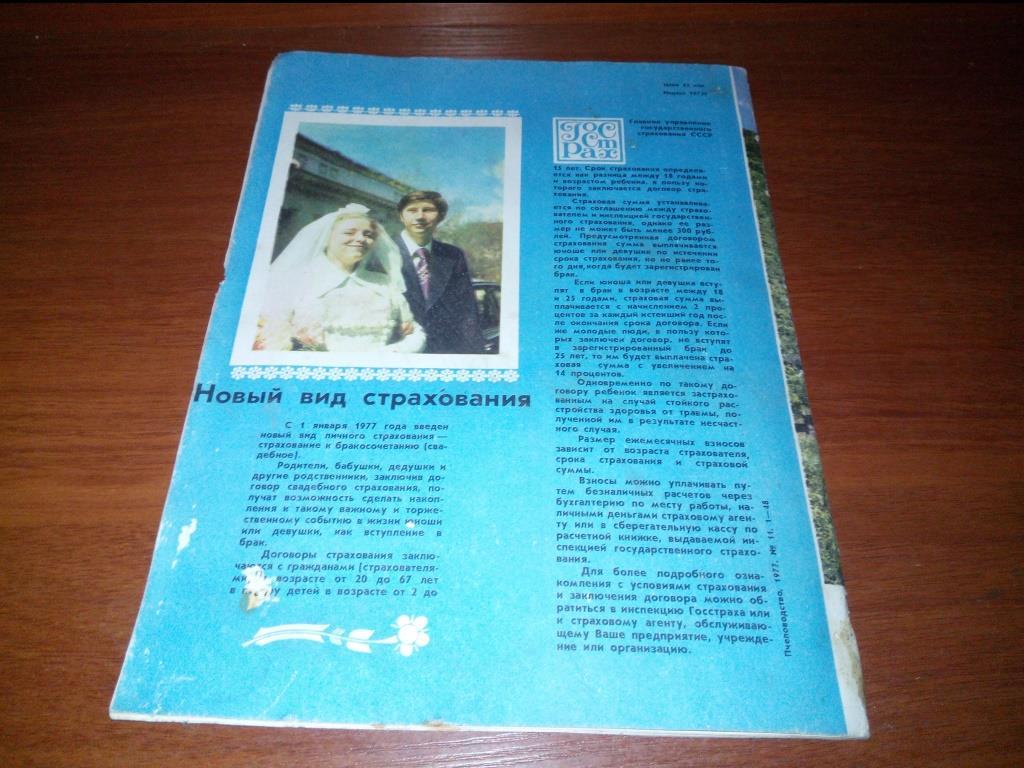 Новый вид страхования
С 1 января 1977 года введен
новый вид личного страхования —
страхование к бракосочетанию (сва-
дебное).
Родители, бабушки, дедушки и
другие родственники, заключив до-
говор свадебного страхования, по-
лучат возможность сделать накоп-
ления к такому важному и торже-
ственному событию в жизни юноши
или девушки, как вступление в
брак.
Договоры страхования заклю-
чаются с гражданами (страхователя-
ми) в возрасте от 20 до 67 лет
в пользу детей в возрасте от 2 до
ГОС
СТ
РАХ
Главное управление
государственного
страхования СССР
15 лет. Срок страхования определя-
ется как разница между 18 годами
и возрастом ребенка, в пользу ко-
торого заключается договор стра-
хования.
Страховая сумма устанавлива-
ется по соглашению между страхо-
вателем и инспекцией государствен-
ного страхования, однако ее раз-
мер не может быть менее 300 руб-
лей. Предусмотренная договором
страхования сумма выплачивается
юноше или девушке по истечении
срока страхования, но не ранее то-
го дня, когда будет зарегистрирован
брак.
Если юноша или девушка всту-
пят в брак в возрасте между 18
и 25 годами, страховая сумма вы-
плачивается с начислением 2 про-
центов за каждый истекший год пос-
ле окончания срока договора. Если
же молодые люди, в пользу кото-
рых заключен договор, не вступят
в зарегистрированный брак до
25 лет, то им будет выплачена стра-
ховая сумма с увеличением на
14 процентов.
Одновременно по такому до-
говору ребенок является застрахо-
ванным на случай стойкого рас-
стройства здоровья от травмы, по-
лученной им в результате несчаст-
ного случая.
Размер ежемесячных взносов
зависит от возраста страхователя,
срока страхования и страховой
суммы.
Взносы можно уплачивать пу-
тем безналичных расчетов через
бухгалтерию по месту работы, на-
личными деньгами страховому аген-
ту или в сберегательную кассу по
расчетной книжке, выдаваемой ин-
спекцией государственного страхо-
вания.
Для более подробного озна-
комления с условиями страхования
и заключения договора можно об-
ратиться в инспекцию Госстраха или
к страховому агенту, обслуживаю-
щему Ваше предприятие, учрежде-
ние или организацию.
Пчеловодство, 1977, № 11, 1—48